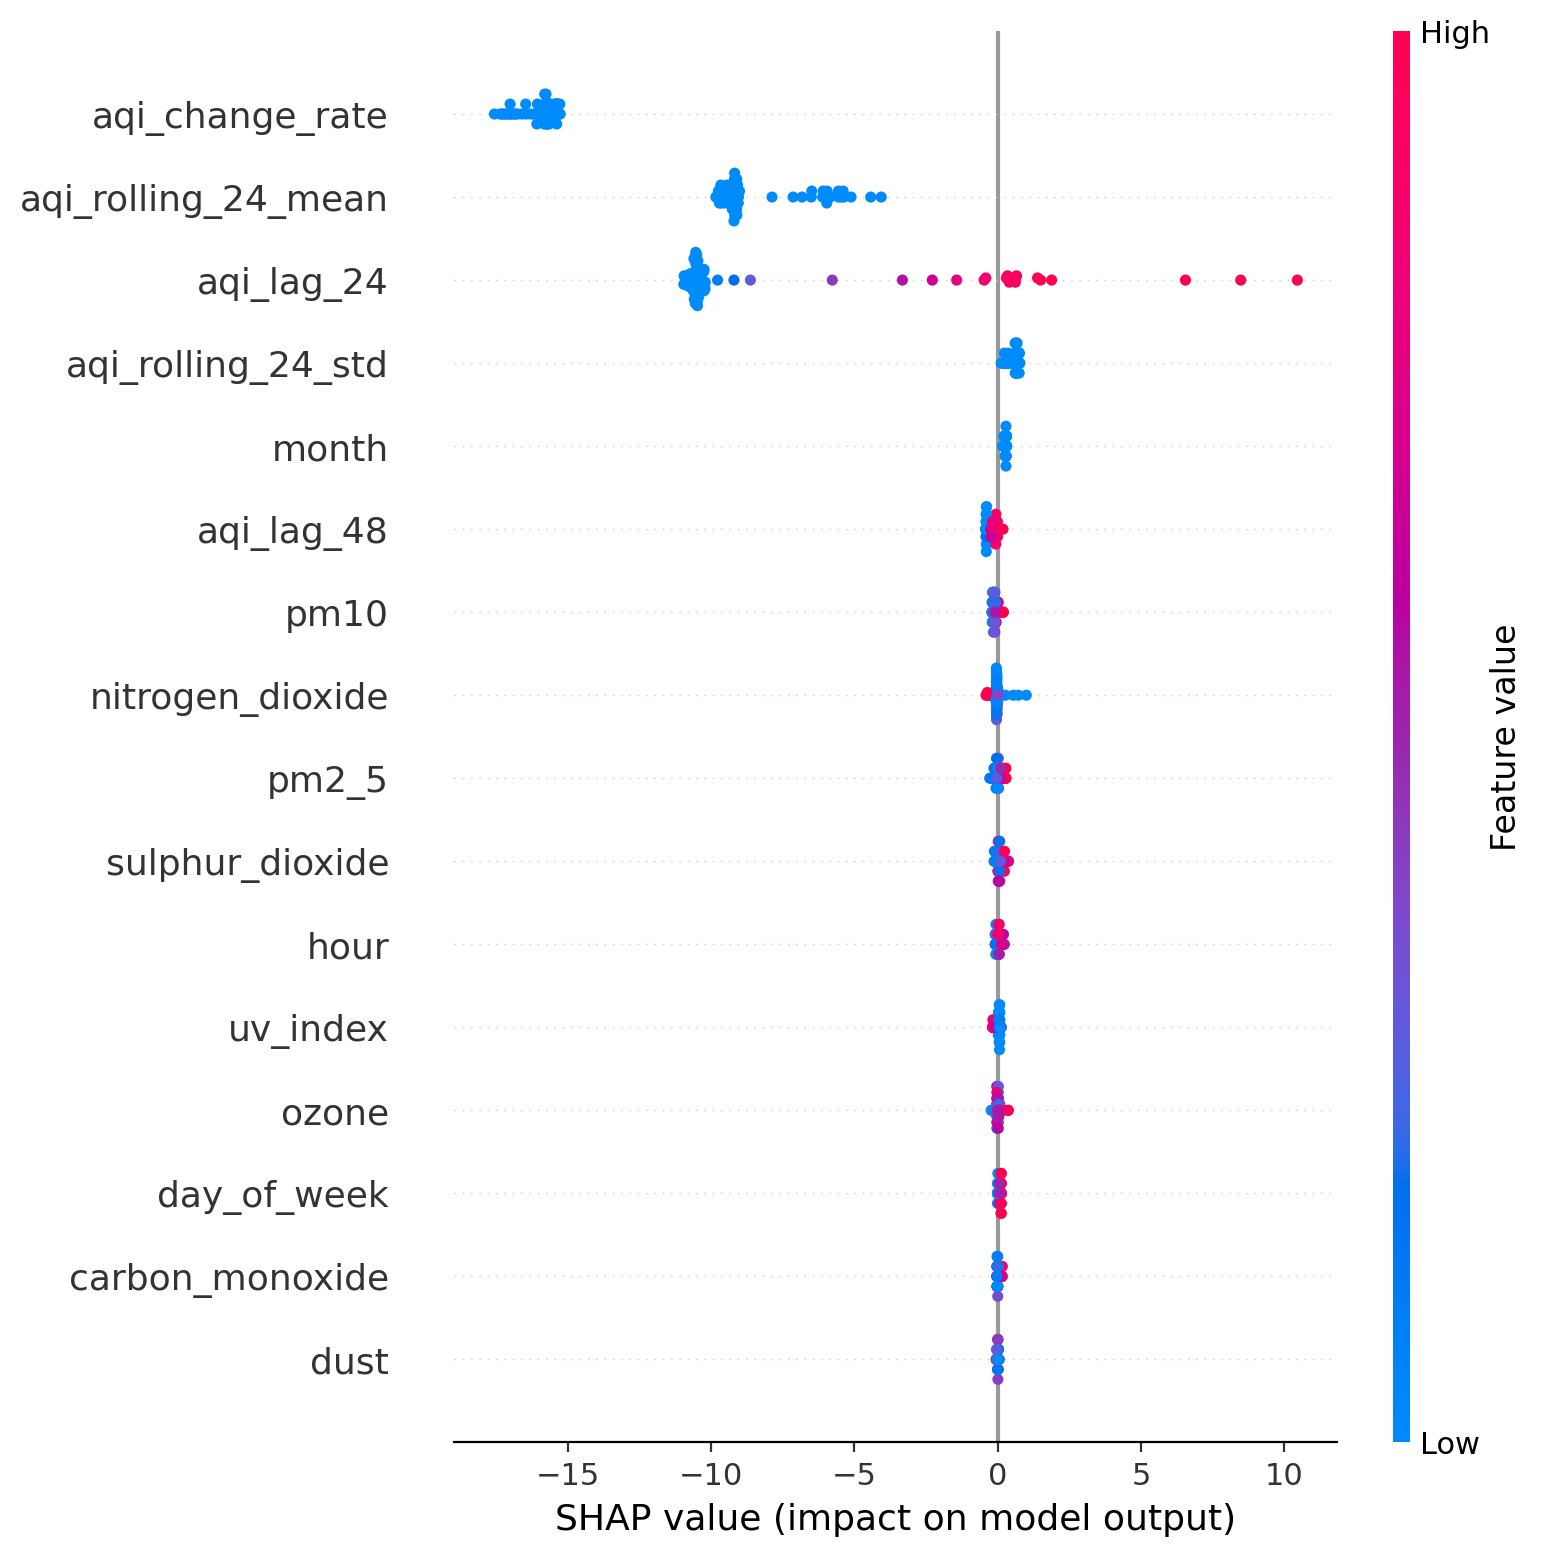 High
aqi_change_rate
aqi_rolling_24_mean
aqi_lag_24
aqi_rolling_24_std
month
aqi_lag_48
pm10
nitrogen_dioxide
pm2_5
sulphur_dioxide
hour
uv_index
ozone
day_of_week
carbon_monoxide
dust
Feature value
Low
−15 −10 −5 0 5 10
SHAP value (impact on model output)